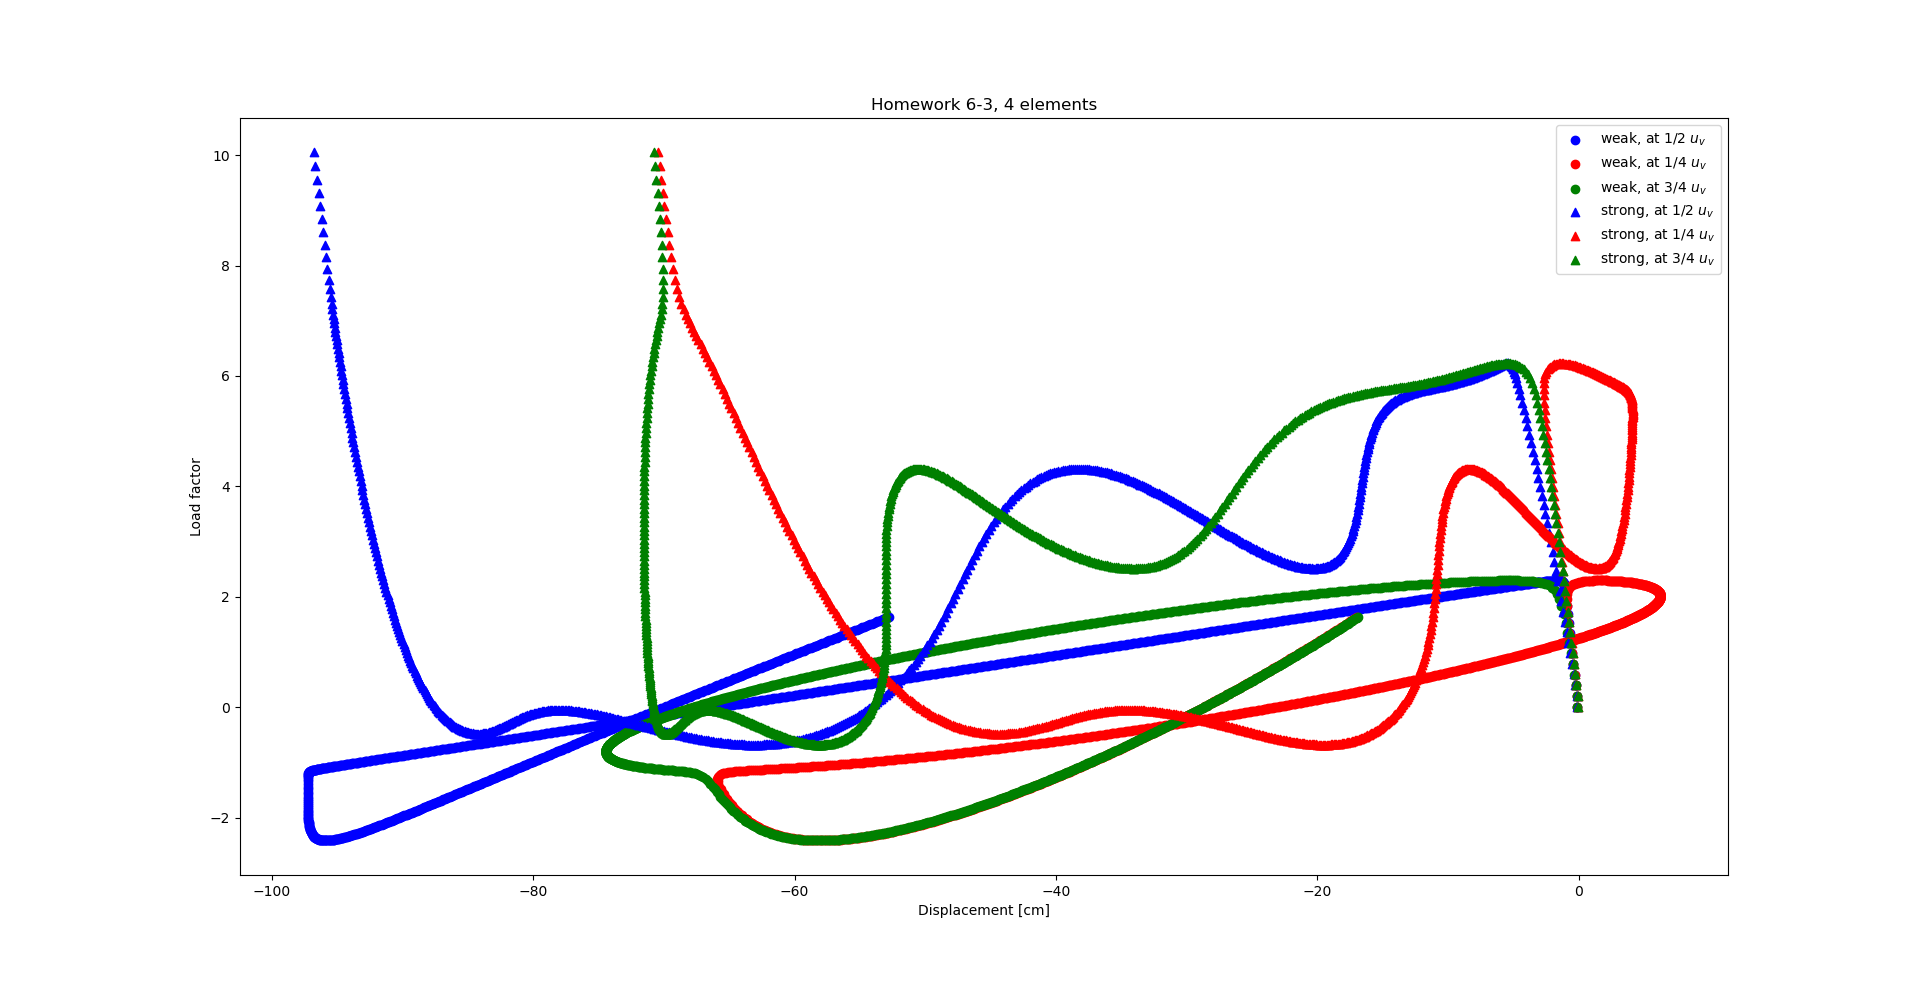 Homework 6-3, 4 elements
weak, at 1/2 u_v
weak, at 1/4 u_v
weak, at 3/4 u_v
strong, at 1/2 u_v
strong, at 1/4 u_v
strong, at 3/4 u_v
10
8
6
4
2
0
−2
Load factor
−100
−80
−60
−40
−20
0
Displacement [cm]